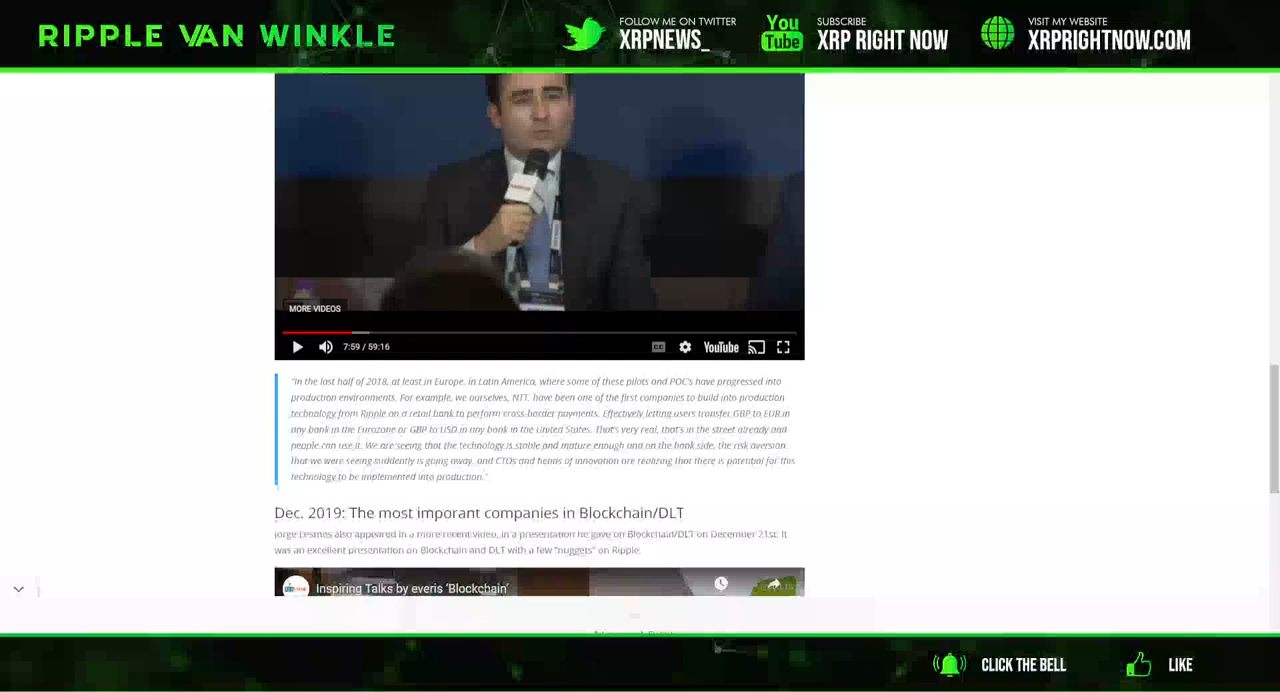 RIPPLE VAN WINKLE
FOLLOW ME ON TWITTER
XRPNEWS_
You
Tube
SUBSCRIBE
XRP RIGHT NOW
VISIT MY WEBSITE
XRPRIGHTNOW.COM
MORE VIDEOS
7:59 / 59:16
CC
YouTube
"In the last half of 2018, at least in Europe, in Latin America, where some of these pilots and POC's have progressed into
production environments. For example, we ourselves, NTT, have been one of the first companies to build into production
technology from Ripple on a retail bank to perform cross-border payments. Effectively letting users transfer GBP to EUR in
any bank in the Eurozone or GBP to USD in any bank in the United States. That's very real, that's in the street already and
people can use it. We are seeing that the technology is stable and mature enough and on the bank side, the risk aversion
that we were seeing suddenly is going away, and CTOs and heads of innovation are realizing that there is potential for this
technology to be implemented into production."
Dec. 2019: The most imporant companies in Blockchain/DLT
Jorge Lesmes also appeared in a more recent video, in a presentation he gave on Blockchain/DLT on December 21st. It
was an excellent presentation on Blockchain and DLT with a few "nuggets" on Ripple.
Inspiring Talks by everis 'Blockchain'
CLICK THE BELL
LIKE